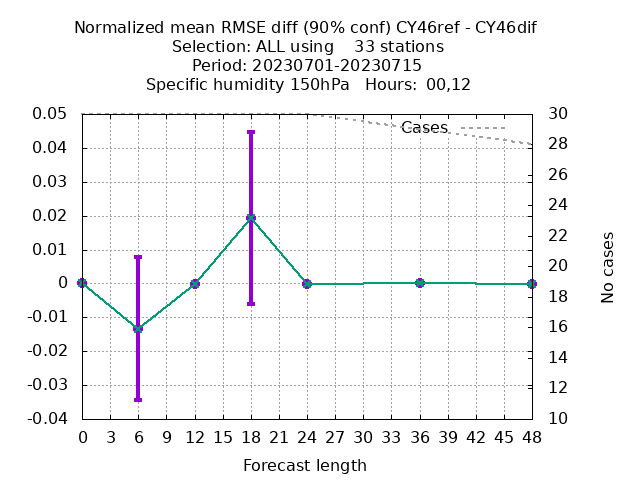 Normalized mean RMSE diff (90% conf) CY46ref - CY46dif
Selection: ALL using    33 stations
Period: 20230701-20230715
Specific humidity 150hPa   Hours: 00,12
0.05
0.04
0.03
0.02
0.01
0
-0.01
-0.02
-0.03
-0.04
Cases
30
28
26
24
22
20
18
16
14
12
10
No cases
0 3 6 9 12 15 18 21 24 27 30 33 36 39 42 45 48
Forecast length